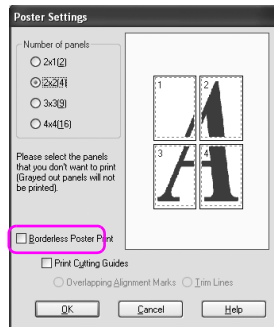 Poster Settings
Number of panels
2x1(2)
2x2(4)
3x3(9)
4x4(16)
1 2
3 4
Please select the panels
that you don't want to print
(Grayed out panels will not
be printed).
Borderless Poster Print
Print Cutting Guides
Overlapping Alignment Marks Trim Lines
OK Cancel Help